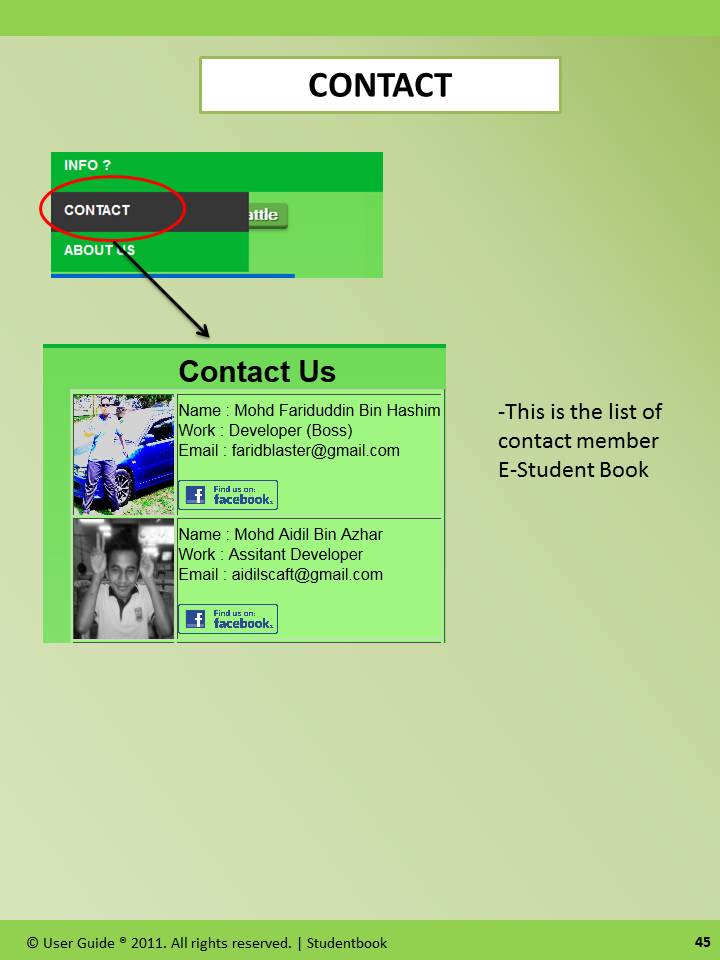 CONTACT
INFO ?
CONTACT
attle
ABOUT US
Contact Us
Name : Mohd Fariduddin Bin Hashim
Work : Developer (Boss)
Email : faridblaster@gmail.com
Find us on:
facebook.
Name : Mohd Aidil Bin Azhar
Work : Assitant Developer
Email : aidilscaft@gmail.com
Find us on:
facebook.
-This is the list of
contact member
E-Student Book
© User Guide ® 2011. All rights reserved. | Studentbook
45